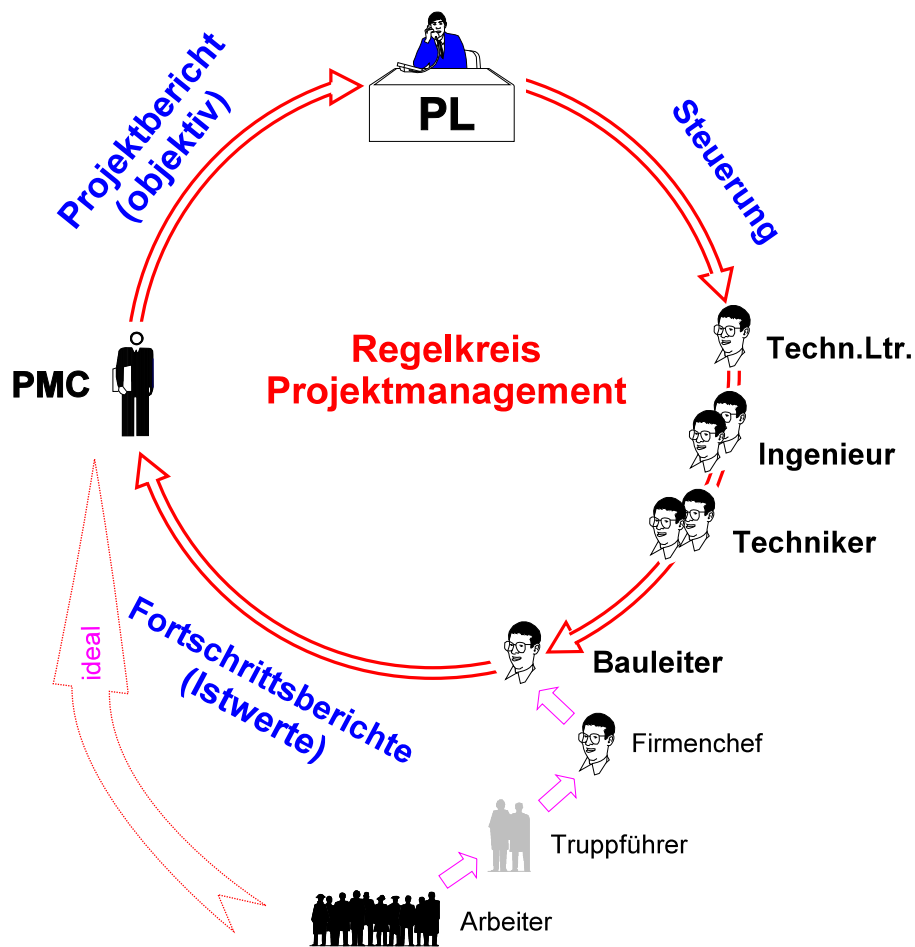 Projektbericht
(objektiv)
PL
Steuerung
Regelkreis
Projektmanagement
Techn.Ltr.
PMC
Ingenieur
Techniker
ideal
Fortschrittsberichte
(Istwerte)
Bauleiter
Firmenchef
Truppführer
Arbeiter